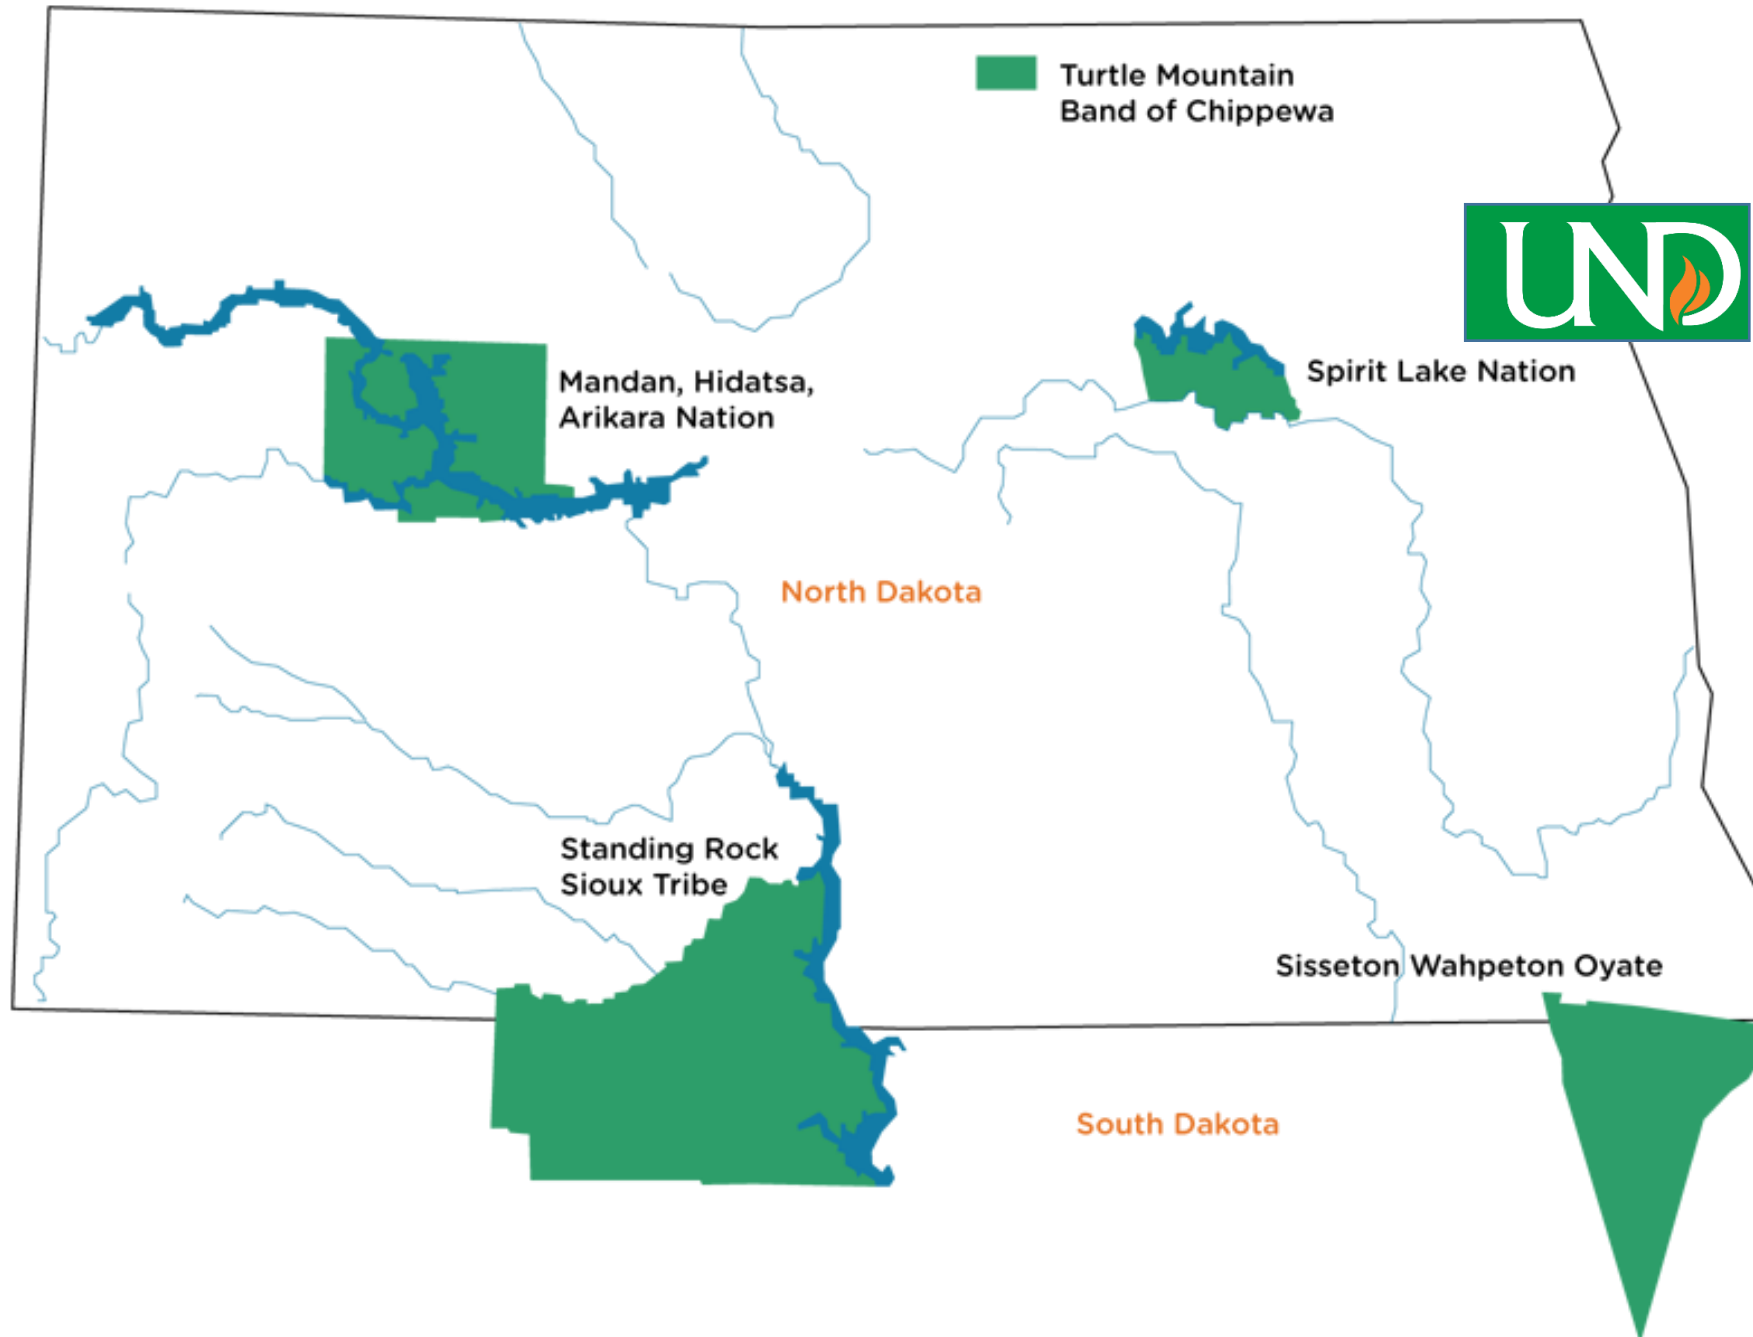 Turtle Mountain
Band of Chippewa
UND
Mandan, Hidatsa,
Arikara Nation
Spirit Lake Nation
North Dakota
Standing Rock
Sioux Tribe
Sisseton Wahpeton Oyate
South Dakota